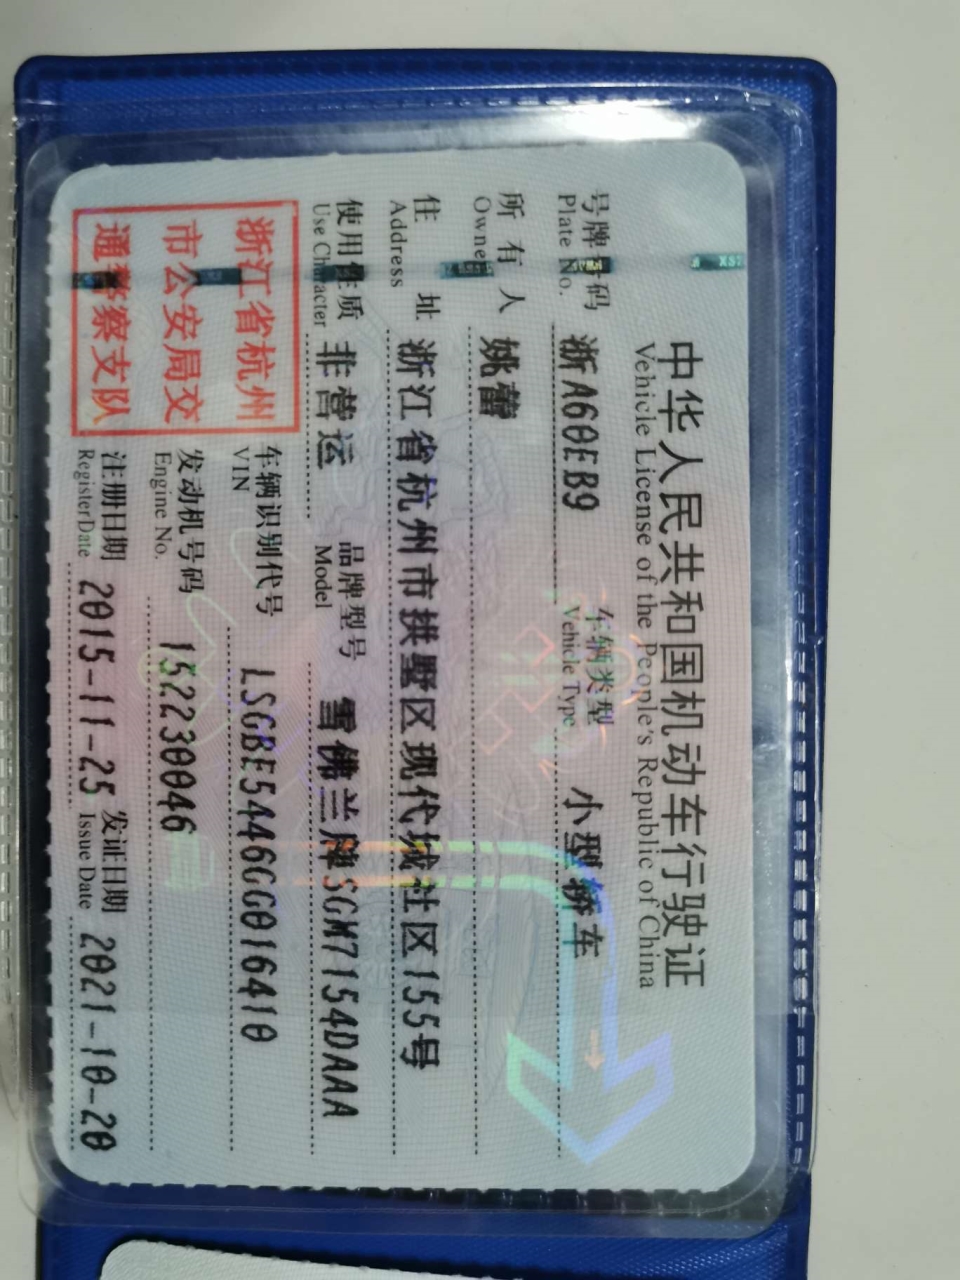 中华人民共和国机动车行驶证
Vehicle License of the People's Republic of China
号牌号码 浙A60EB9 车辆类型 小型轿车
Plate No. Vehicle Type
所有人 姚蕾
Owner
住址 浙江省杭州市拱墅区现代城社区155号
Address
使用性质 非营运 品牌型号 雪佛兰牌SGM7154DAAA
Use Character Model
浙江省杭州
市公安局交
通警察支队
车辆识别代号 LSGBE5446GG016410
VIN
发动机号码 152230046
Engine No.
注册日期 2015-11-25 发证日期 2021-10-20
Register Date Issue Date